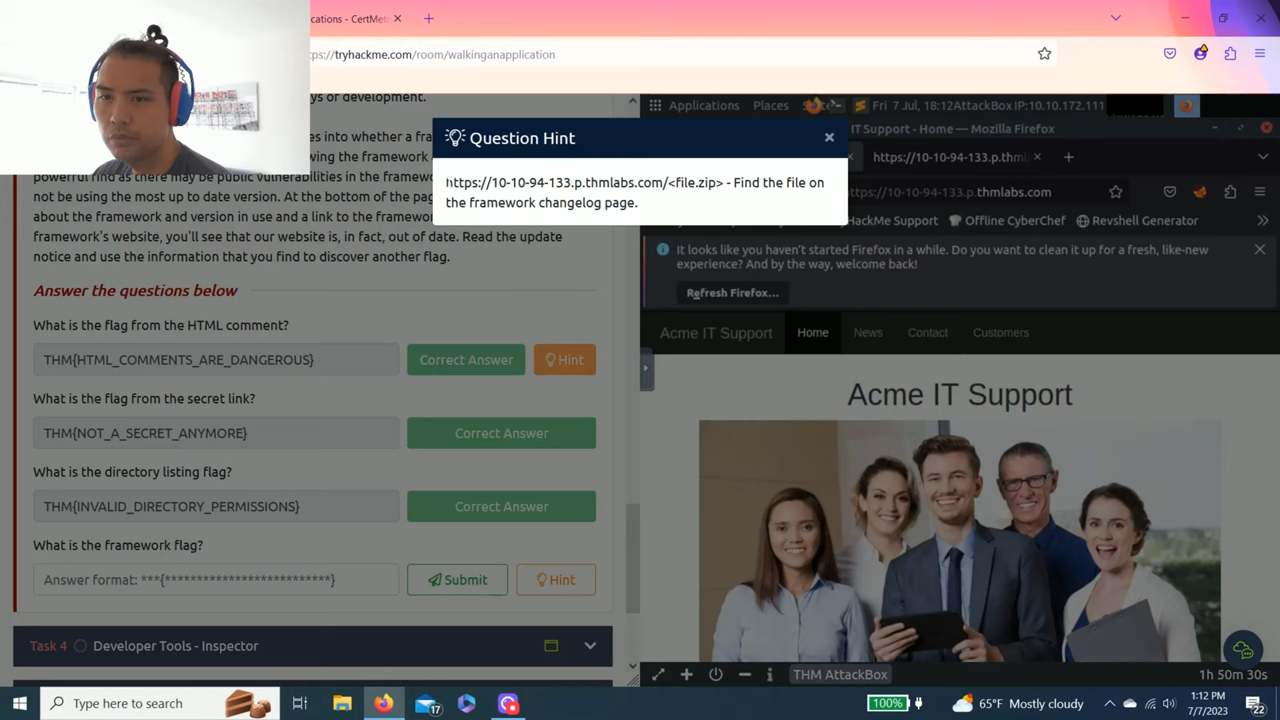 cations - CertMetr
ps://tryhackme.com/room/walkinganapplication
ys of development.
es into whether a fra
wing the framework
powerful find as there may be public vulnerabilities in the framewor
not be using the most up to date version. At the bottom of the page
about the framework and version in use and a link to the framewor
framework's website, you'll see that our website is, in fact, out of date. Read the update
notice and use the information that you find to discover another flag.
Answer the questions below
What is the flag from the HTML comment?
THM{HTML_COMMENTS_ARE_DANGEROUS}
Correct Answer
Hint
What is the flag from the secret link?
THM{NOT_A_SECRET_ANYMORE}
Correct Answer
What is the directory listing flag?
THM{INVALID_DIRECTORY_PERMISSIONS}
Correct Answer
What is the framework flag?
Answer format: ***{***************************}
Submit
Hint
Task 4
Developer Tools - Inspector
Question Hint
https://10-10-94-133.p.thmlabs.com/<file.zip> - Find the file on
the framework changelog page.
Applications Places
Fri 7 Jul, 18:12 AttackBox IP:10.10.172.111
IT Support - Home — Mozilla Firefox
https://10-10-94-133.p.thml
10-10-94-133.p.thmlabs.com
HackMe Support
Offline CyberChef
Revshell Generator
It looks like you haven't started Firefox in a while. Do you want to clean it up for a fresh, like-new
experience? And by the way, welcome back!
Refresh Firefox...
Acme IT Support
Home
News
Contact
Customers
Acme IT Support
THM AttackBox
1h 50m 30s
Type here to search
17
100%
65°F Mostly cloudy
1:12 PM
7/7/2023
22